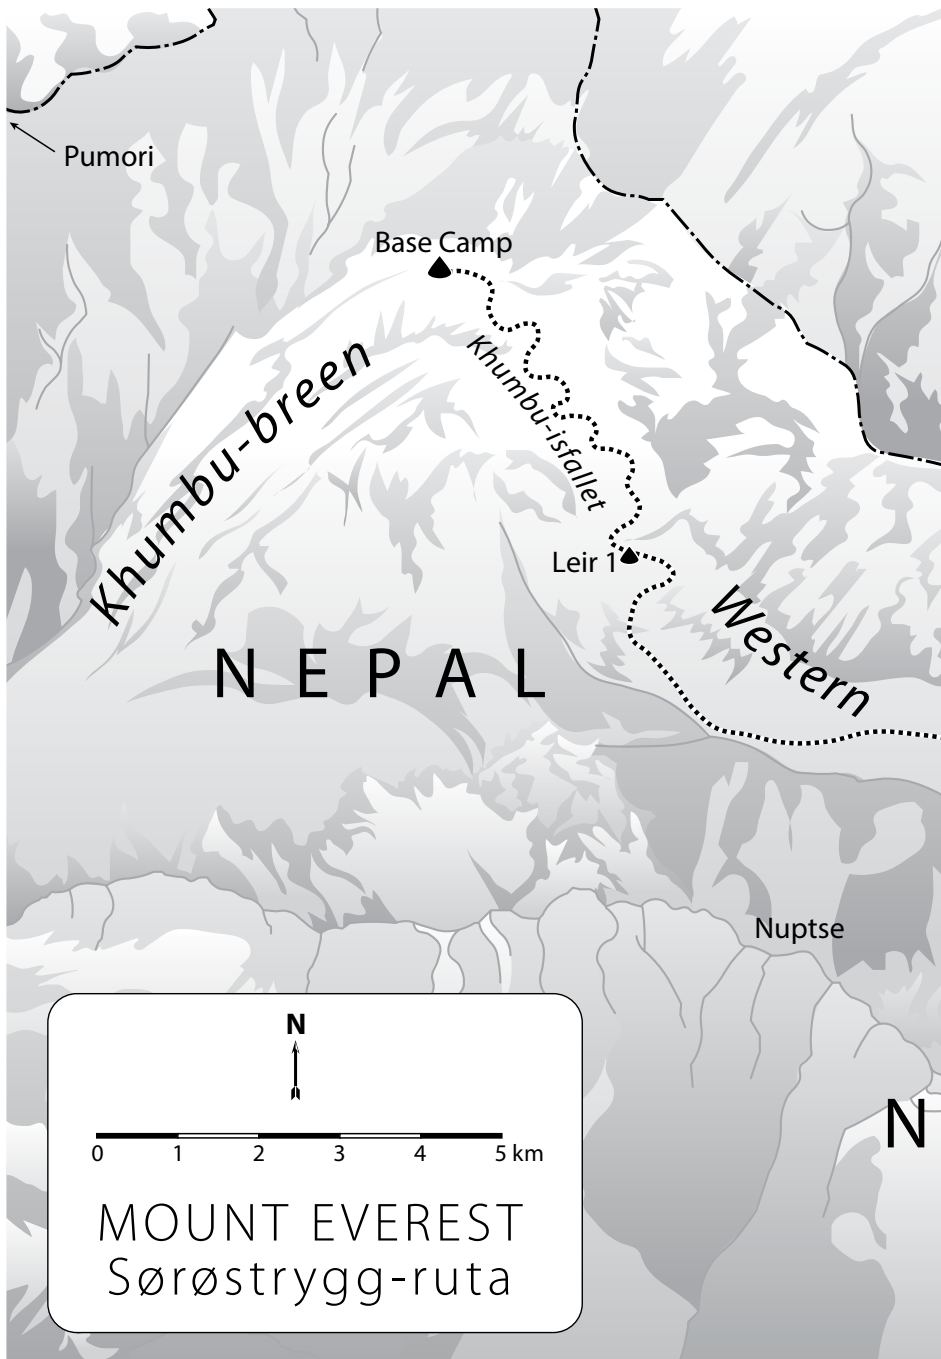 Pumori
Base Camp
Khumbu-breen
Khumbu-isfallet
Leir 1
Western
NEPAL
Nuptse
N
N
0 1 2 3 4 5 km
MOUNT EVEREST
Sørøstrygg-ruta